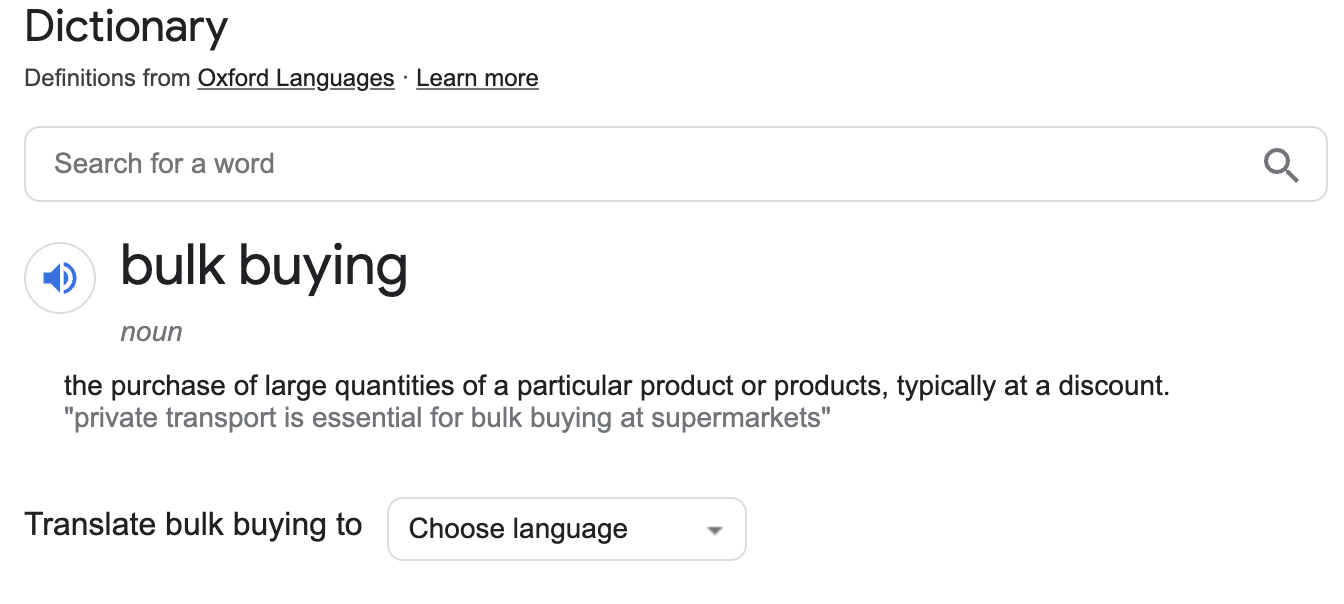 Dictionary
Definitions from Oxford Languages · Learn more
Search for a word
bulk buying
noun
the purchase of large quantities of a particular product or products, typically at a discount.
"private transport is essential for bulk buying at supermarkets"
Translate bulk buying to
Choose language